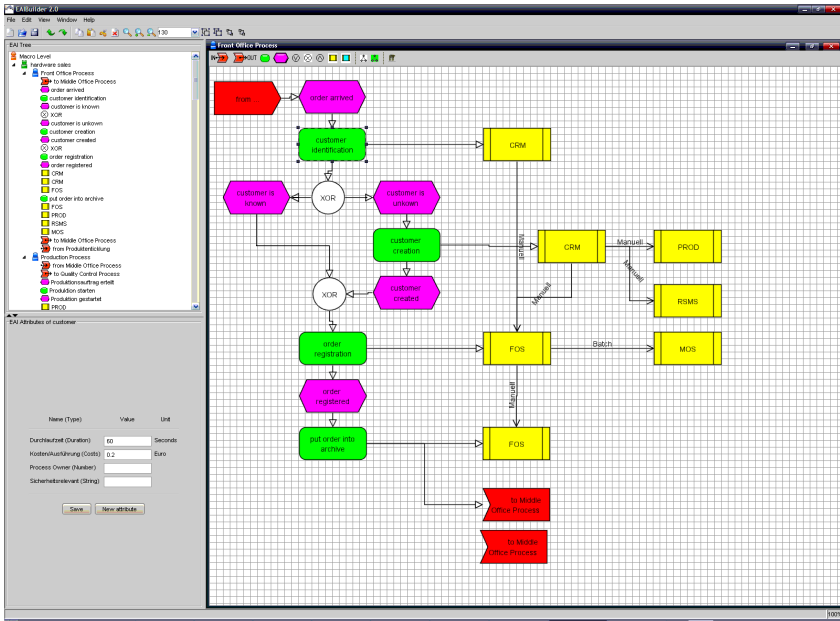 EAIBuilder 2.0
File Edit View Window Help
130
EAI Tree
Macro Level
hardware sales
Front Office Process
to Middle Office Process
order arrived
customer identification
customer is known
XOR
customer is unkown
customer creation
customer created
XOR
order registration
order registered
CRM
CRM
FOS
put order into archive
FOS
PROD
RSMS
MOS
to Middle Office Process
from Produktenticklung
Production Process
from Middle Office Process
to Quality Control Process
Produktionsauftrag erteilt
Produktion starten
Produktion gestartet
PROD
EAI Attributes of customer
Name (Type) Value Unit
Durchlaufzeit (Duration) 60 Seconds
Kosten/Ausführung (Costs) 0.2 Euro
Process Owner (Number)
Sicherheitsrelevant (String)
Save New attribute
Front Office Process
IN OUT
from...
order arrived
customer
identification
CRM
customer is
known
XOR
customer is
unkown
customer
creation
Manuell
CRM
Manuell
PROD
Manuell
customer
created
XOR
Manuell
RSMS
order
registration
FOS
Batch
MOS
order
registered
Manuell
put order into
archive
FOS
to Middle
Office Process
to Middle
Office Process